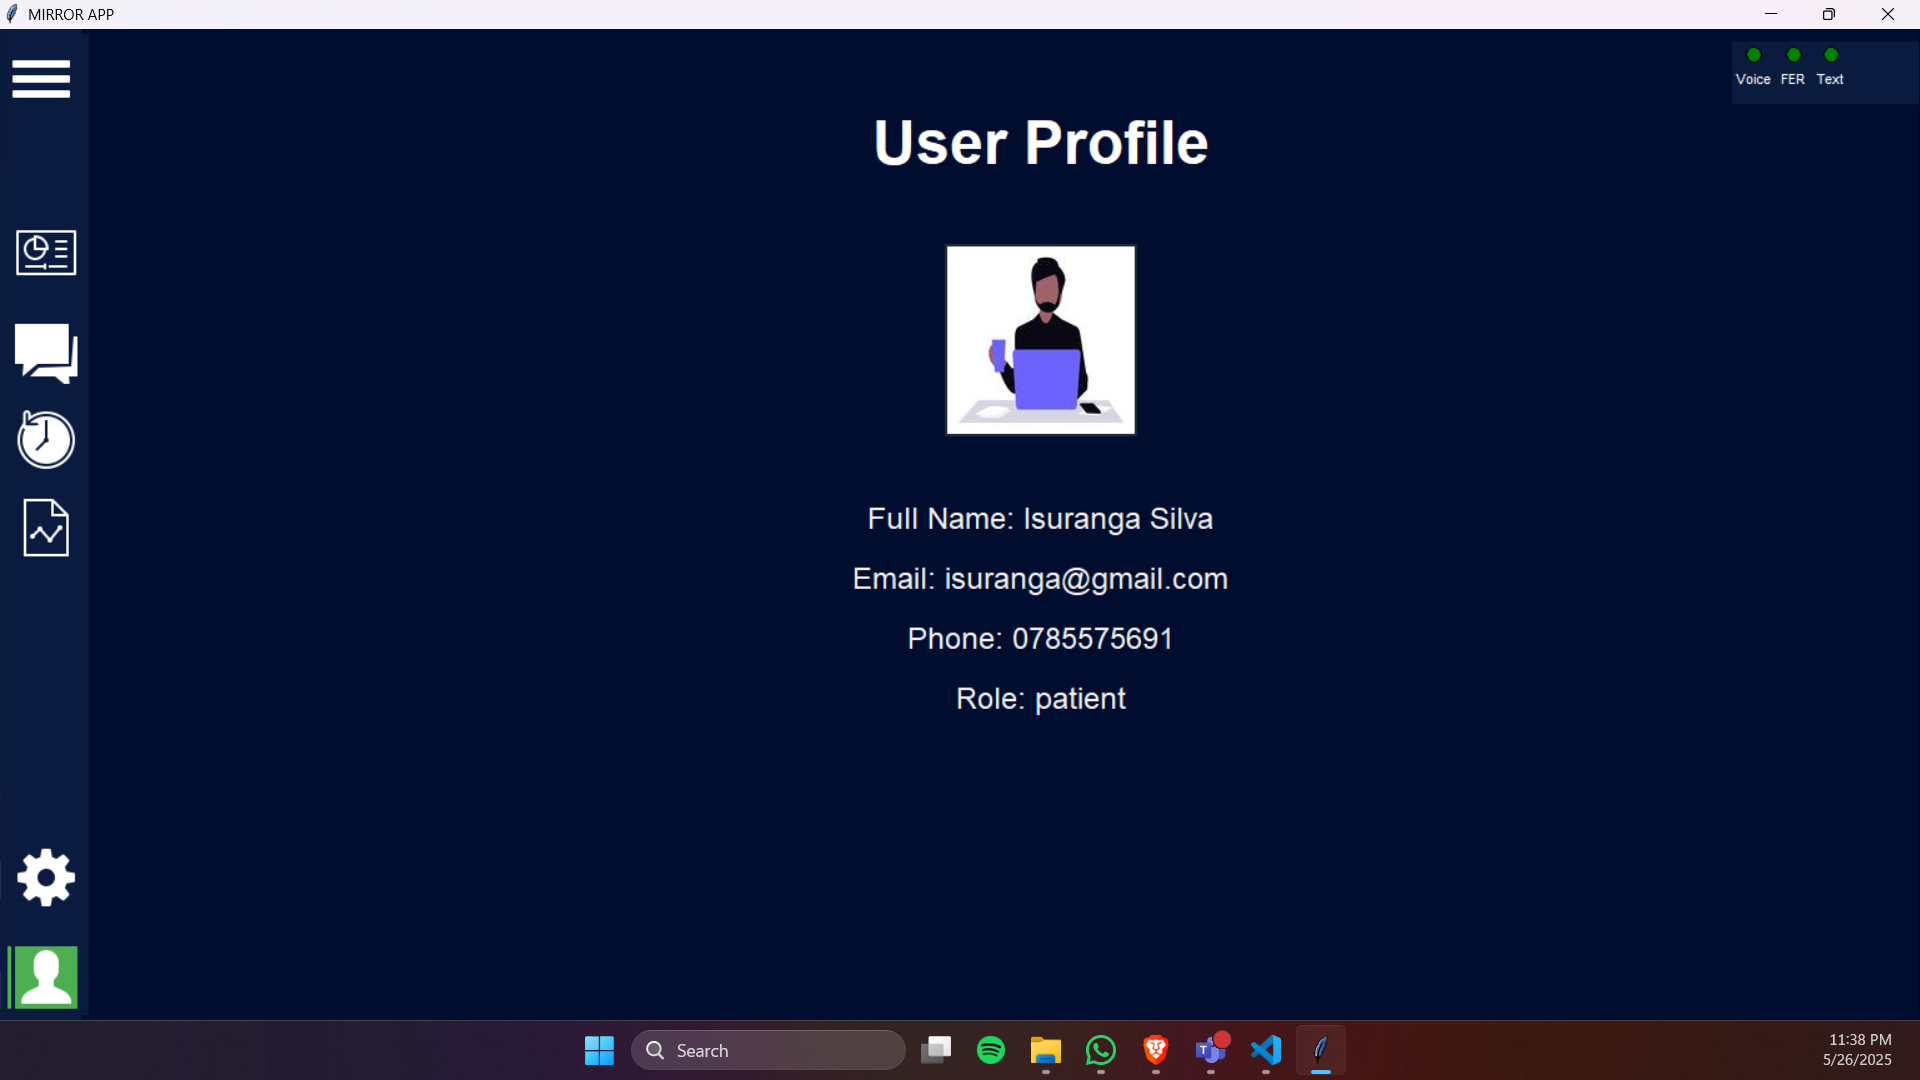 MIRROR APP
Voice FER Text
User Profile
Full Name: Isuranga Silva
Email: isuranga@gmail.com
Phone: 0785575691
Role: patient
Search
T
11:38 PM
5/26/2025